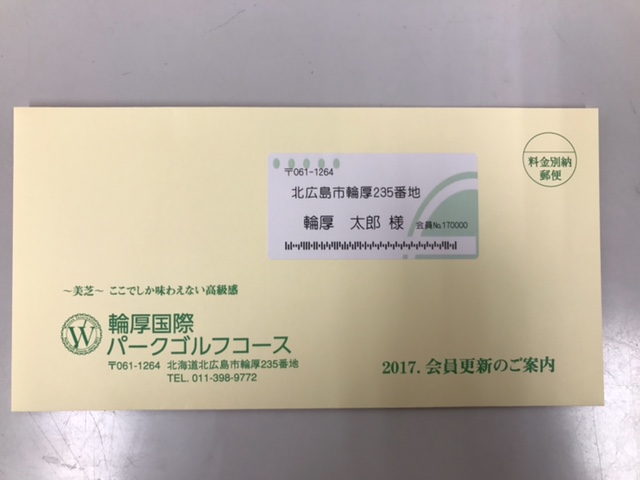 料金別納
郵便
〒061-1264
北広島市輪厚235番地
輪厚 太郎 様 会員No.170000
～美芝～ ここでしか味わえない高級感
W
輪厚国際
パークゴルフコース
〒061-1264 北海道北広島市輪厚235番地
TEL. 011-398-9772
2017. 会員更新のご案内